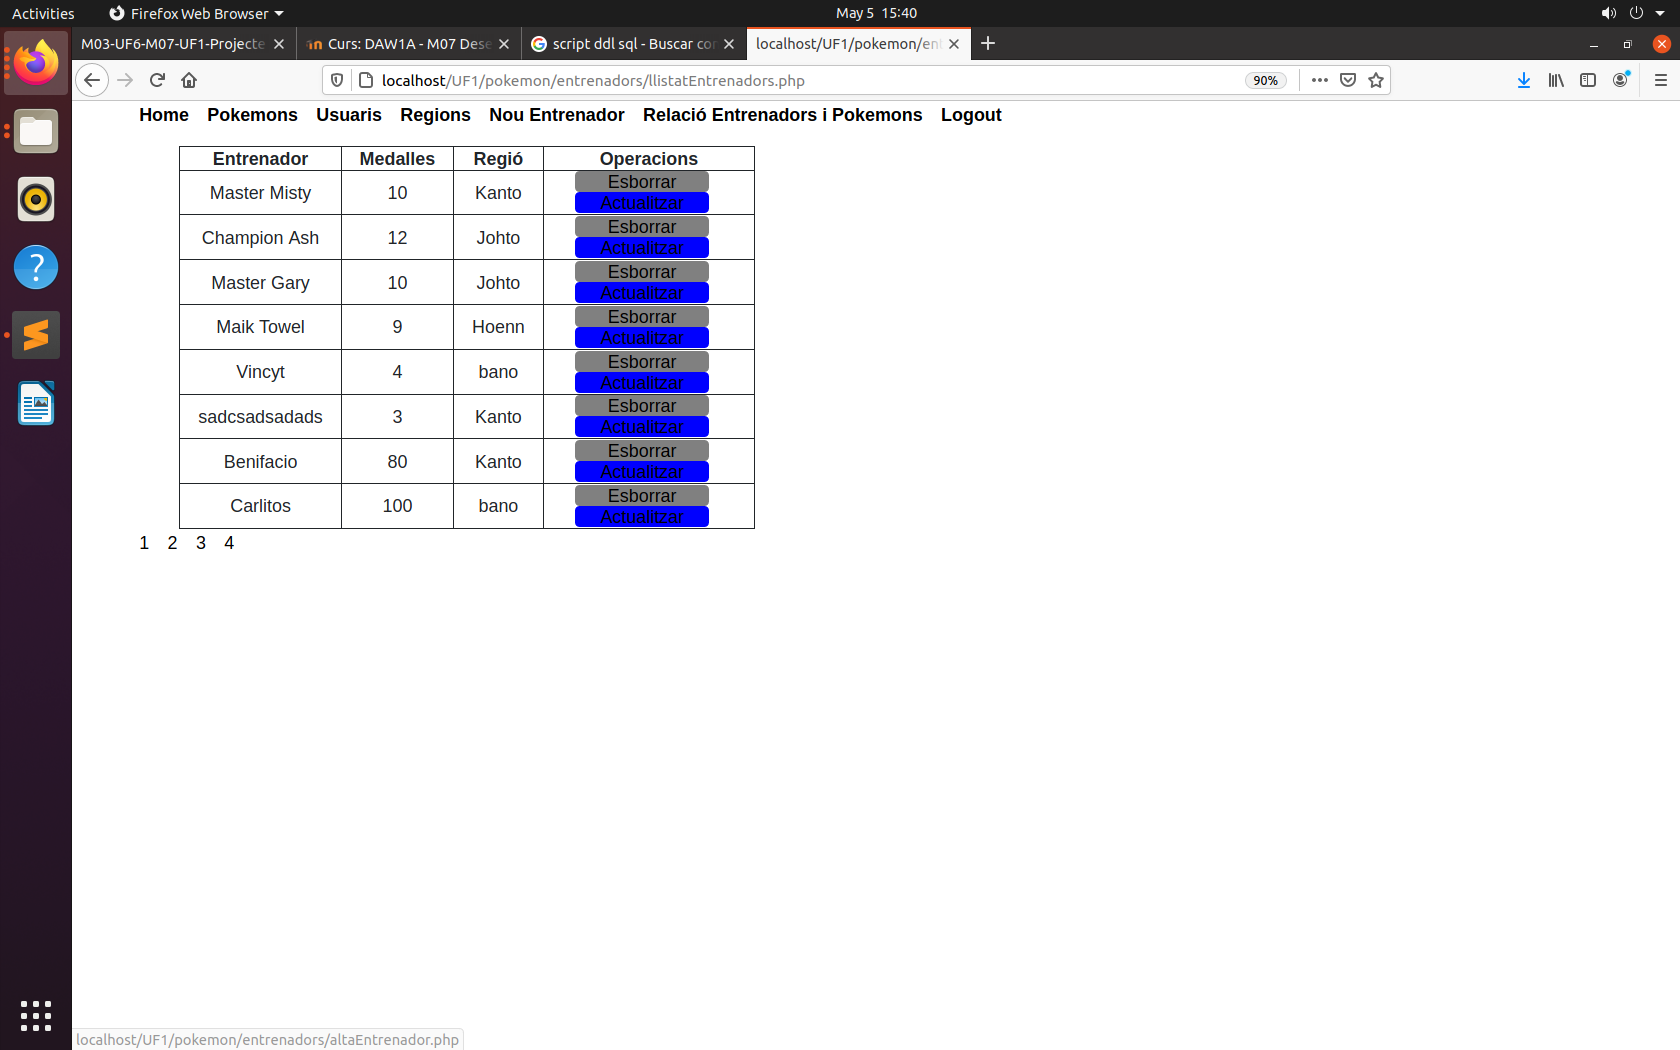 Activities Firefox Web Browser May 5 15:40
M03-UF6-M07-UF1-Projecte Curs: DAW1A - M07 Dese script ddl sql - Buscar con localhost/UF1/pokemon/en
localhost/UF1/pokemon/entrenadors/llistatEntrenadors.php 90%
Home Pokemons Usuaris Regions Nou Entrenador Relació Entrenadors i Pokemons Logout
Entrenador Medalles Regió Operacions
Master Misty 10 Kanto Esborrar
Actualitzar
Champion Ash 12 Johto Esborrar
Actualitzar
Master Gary 10 Johto Esborrar
Actualitzar
Maik Towel 9 Hoenn Esborrar
Actualitzar
Vincyt 4 bano Esborrar
Actualitzar
sadcsadsadads 3 Kanto Esborrar
Actualitzar
Benifacio 80 Kanto Esborrar
Actualitzar
Carlitos 100 bano Esborrar
Actualitzar
1 2 3 4
localhost/UF1/pokemon/entrenadors/altaEntrenador.php